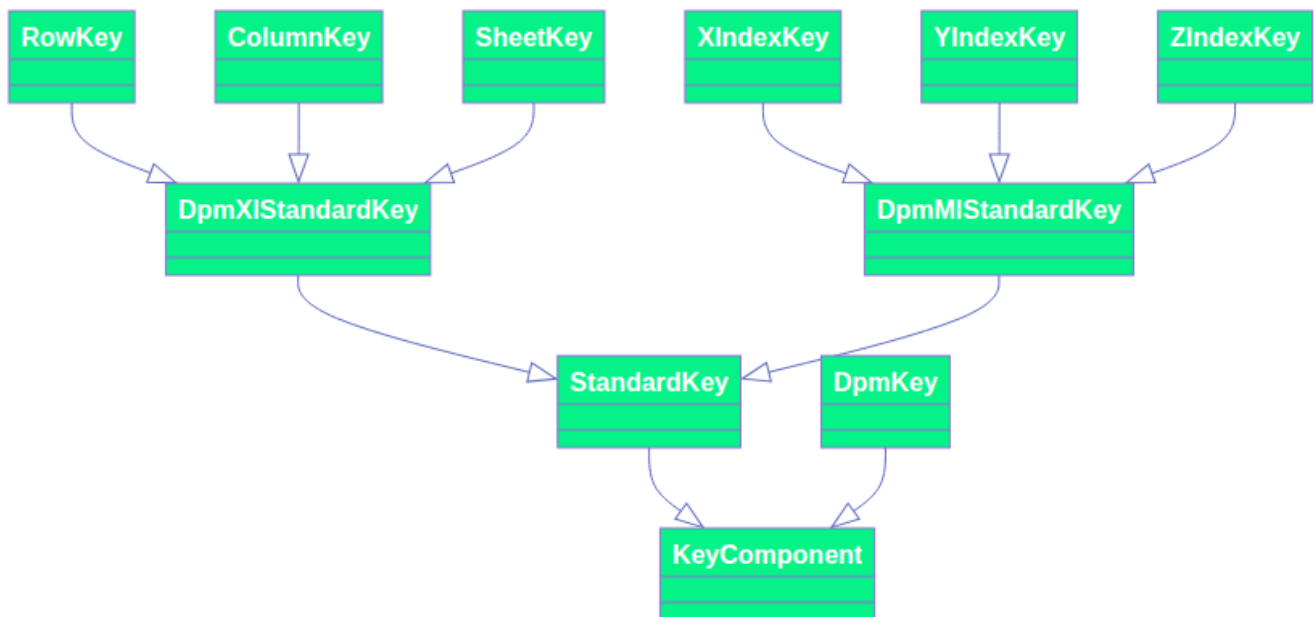 RowKey
ColumnKey
SheetKey
XIndexKey
YIndexKey
ZIndexKey
DpmXlStandardKey
DpmMlStandardKey
StandardKey
DpmKey
KeyComponent